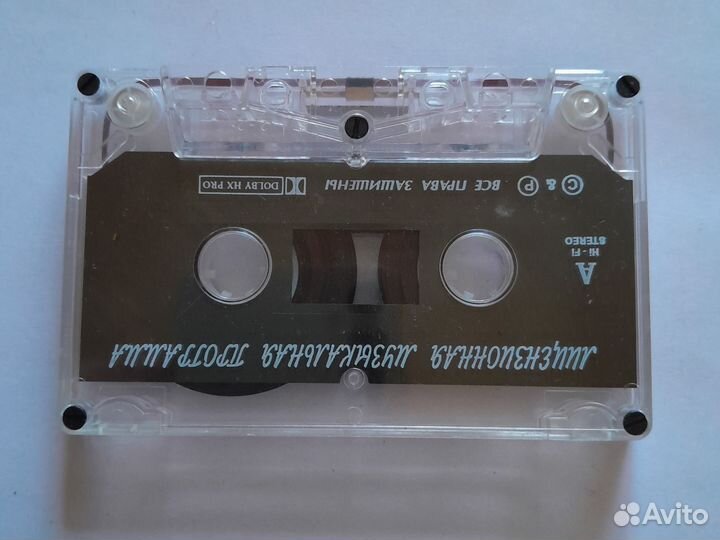 ЛИЦЕНЗИОННАЯ МУЗЫКАЛЬНАЯ ПРОГРАММА
A
Hi - Fi
STEREO
© & ℗ ВСЕ ПРАВА ЗАЩИЩЕНЫ
DOLBY HX PRO
Avito